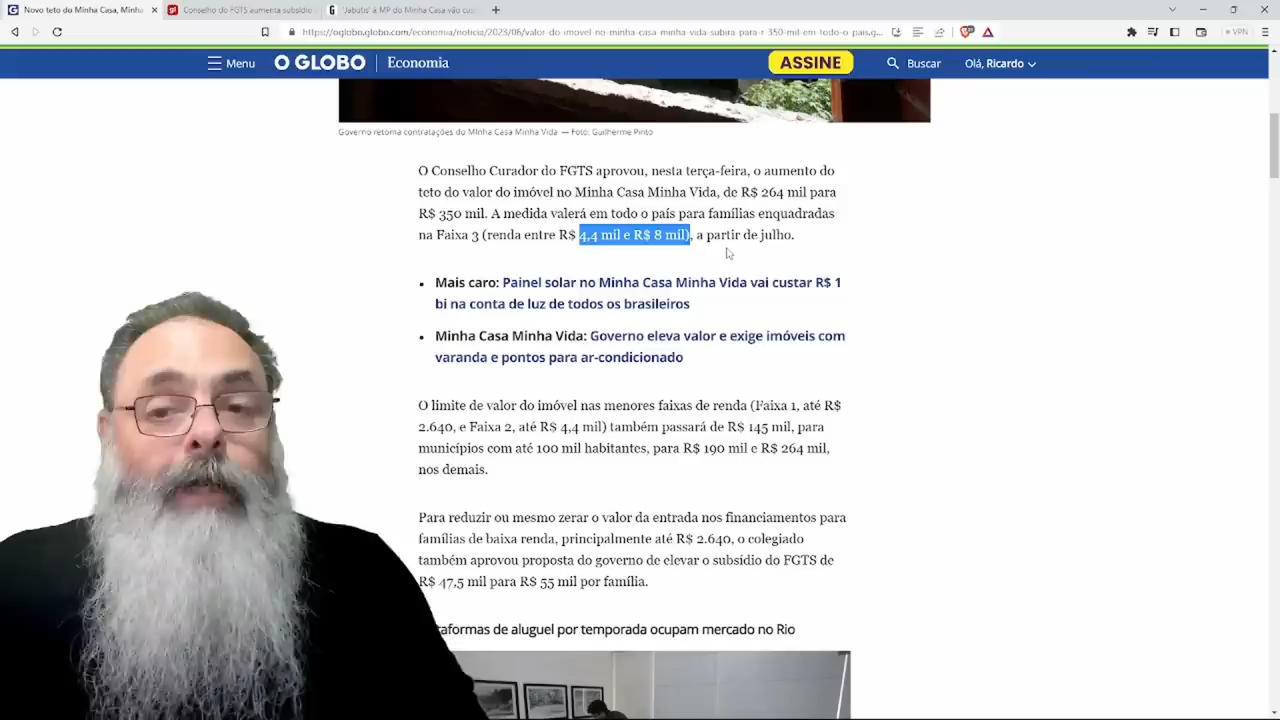 Novo teto do Minha Casa, Minha
Conselho do FGTS aumenta subsídio
'Jabutis' à MP do Minha Casa vão cus
https://oglobo.globo.com/economia/noticia/2023/06/valor-do-imovel-no-minha-casa-minha-vida-subira-para-r-350-mil-em-todo-o-pais.g...
VPN
Menu
O GLOBO
Economia
ASSINE
Buscar
Olá, Ricardo
Governo retoma contratações do Minha Casa Minha Vida — Foto: Guilherme Pinto
O Conselho Curador do FGTS aprovou, nesta terça-feira, o aumento do
teto do valor do imóvel no Minha Casa Minha Vida, de R$ 264 mil para
R$ 350 mil. A medida valerá em todo o país para famílias enquadradas
na Faixa 3 (renda entre R$ 4,4 mil e R$ 8 mil), a partir de julho.
• Mais caro: Painel solar no Minha Casa Minha Vida vai custar R$ 1
bi na conta de luz de todos os brasileiros
• Minha Casa Minha Vida: Governo eleva valor e exige imóveis com
varanda e pontos para ar-condicionado
O limite de valor do imóvel nas menores faixas de renda (Faixa 1, até R$
2.640, e Faixa 2, até R$ 4,4 mil) também passará de R$ 145 mil, para
municípios com até 100 mil habitantes, para R$ 190 mil e R$ 264 mil,
nos demais.
Para reduzir ou mesmo zerar o valor da entrada nos financiamentos para
famílias de baixa renda, principalmente até R$ 2.640, o colegiado
também aprovou proposta do governo de elevar o subsídio do FGTS de
R$ 47,5 mil para R$ 55 mil por família.
taformas de aluguel por temporada ocupam mercado no Rio